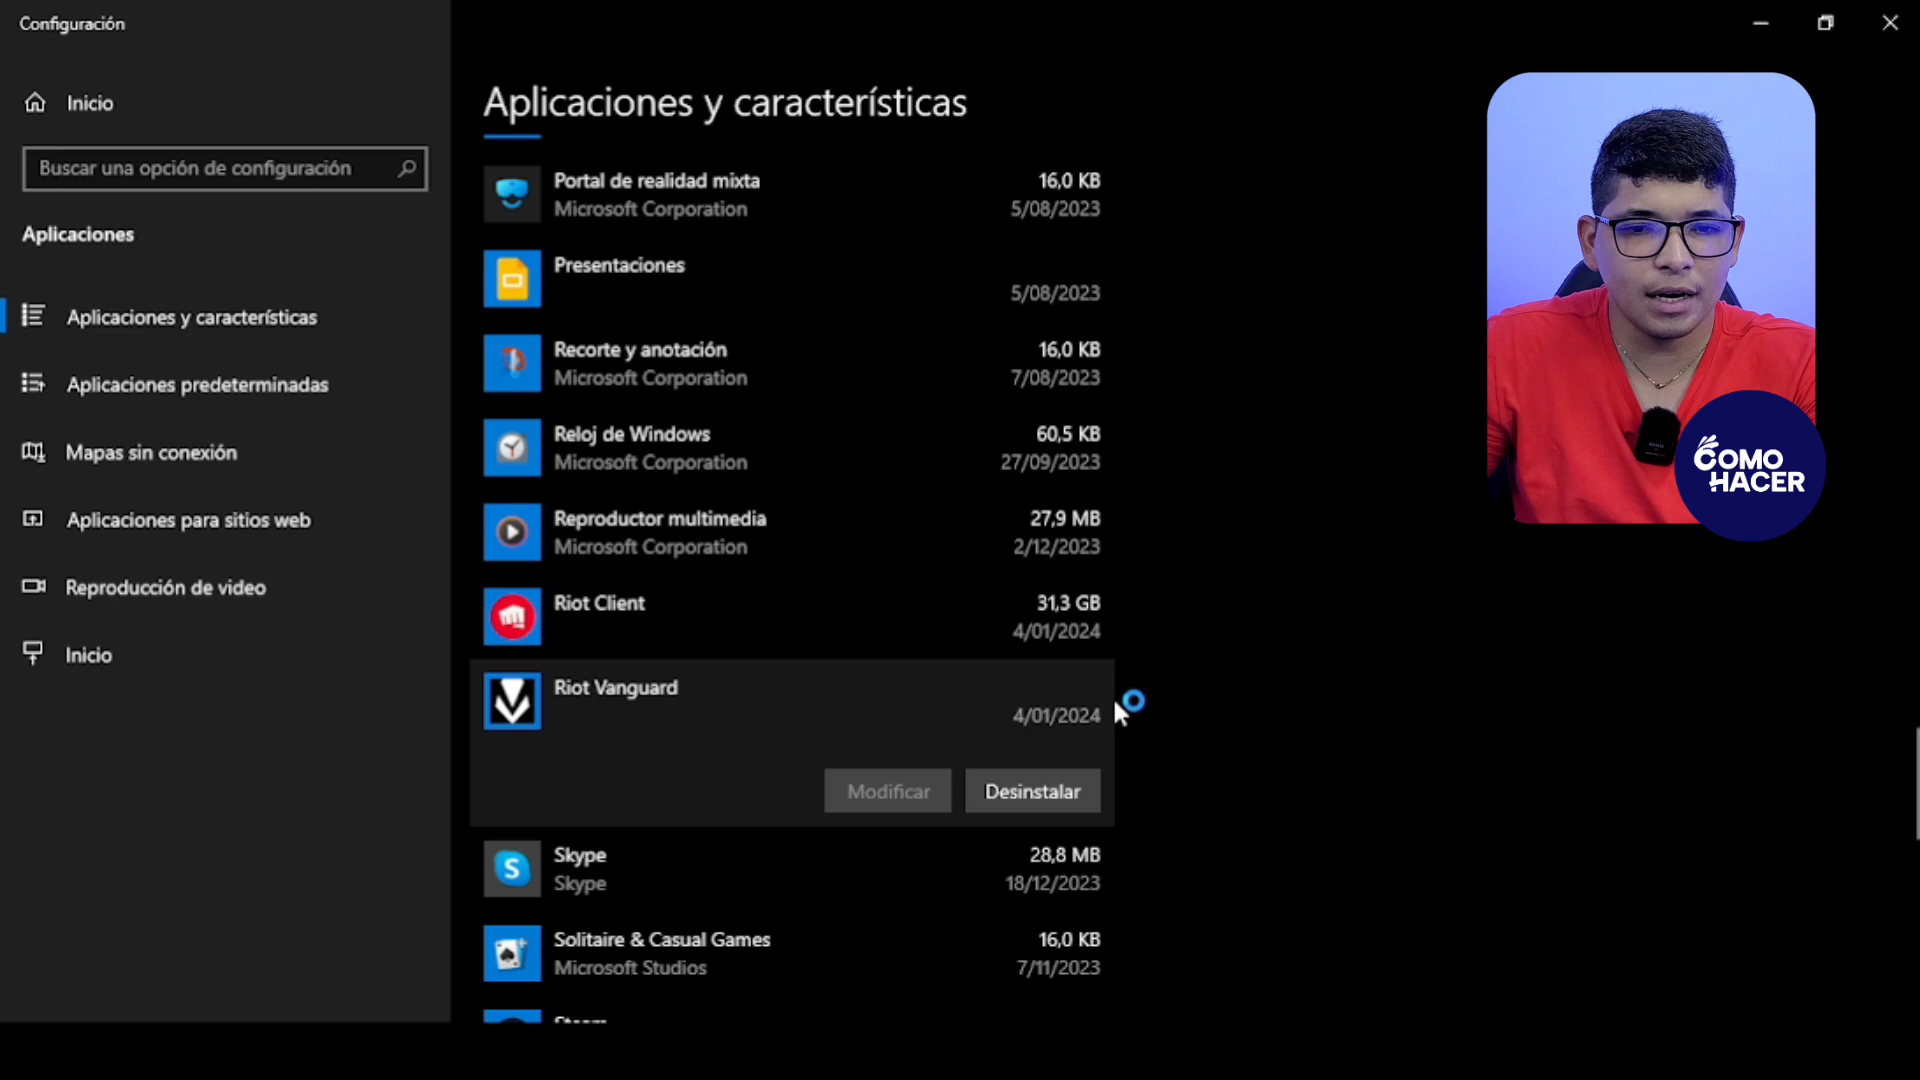 Configuración
Inicio
Buscar una opción de configuración
Aplicaciones
Aplicaciones y características
Aplicaciones predeterminadas
Mapas sin conexión
Aplicaciones para sitios web
Reproducción de video
Inicio
Aplicaciones y características
Portal de realidad mixta 16,0 KB
Microsoft Corporation 5/08/2023
Presentaciones
5/08/2023
Recorte y anotación 16,0 KB
Microsoft Corporation 7/08/2023
Reloj de Windows 60,5 KB
Microsoft Corporation 27/09/2023
Reproductor multimedia 27,9 MB
Microsoft Corporation 2/12/2023
Riot Client 31,3 GB
4/01/2024
Riot Vanguard
4/01/2024
Modificar Desinstalar
Skype 28,8 MB
Skype 18/12/2023
Solitaire & Casual Games 16,0 KB
Microsoft Studios 7/11/2023
COMO
HACER